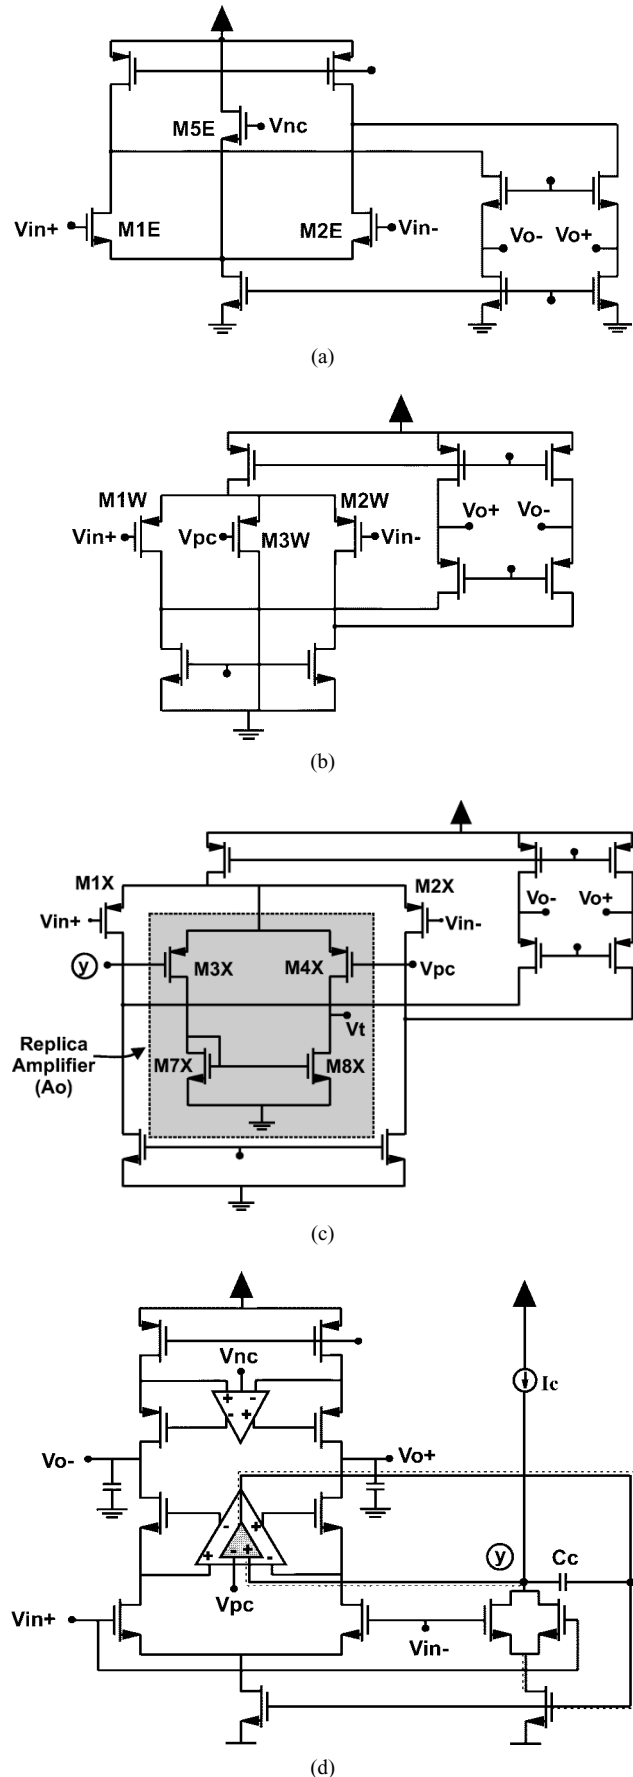 Vnc
M5E
Vin+
M1E
M2E
Vin-
Vo-
Vo+
(a)
M1W
M2W
Vin+
Vpc
M3W
Vin-
Vo+
Vo-
(b)
M1X
M2X
Vin+
Vin-
Vo-
Vo+
y
M3X
M4X
Vpc
Vt
Replica
Amplifier
(Ao)
M7X
M8X
(c)
Vnc
Ic
+ - - +
Vo-
Vo+
y
Cc
- +
+ - + -
Vpc
Vin+
Vin-
(d)